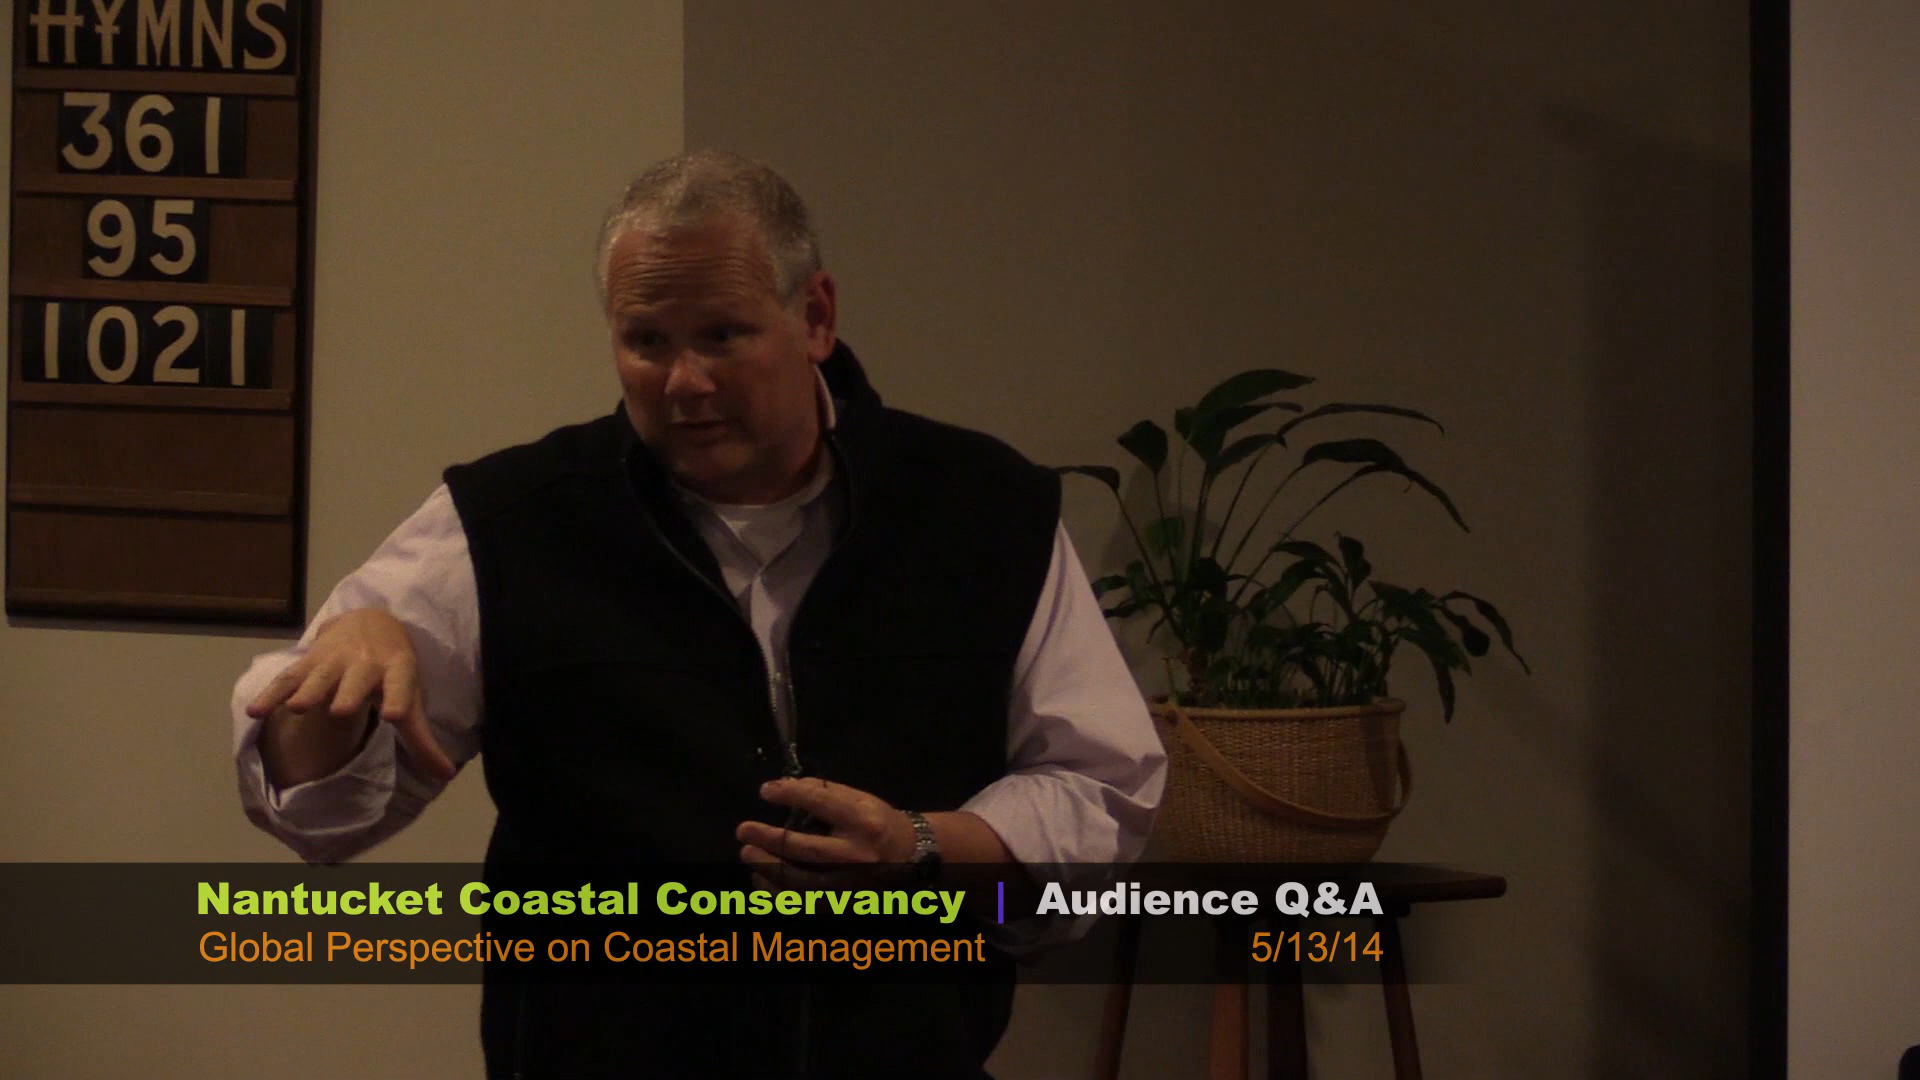 HYMNS
361
95
1021
Nantucket Coastal Conservancy | Audience Q&A
Global Perspective on Coastal Management 5/13/14